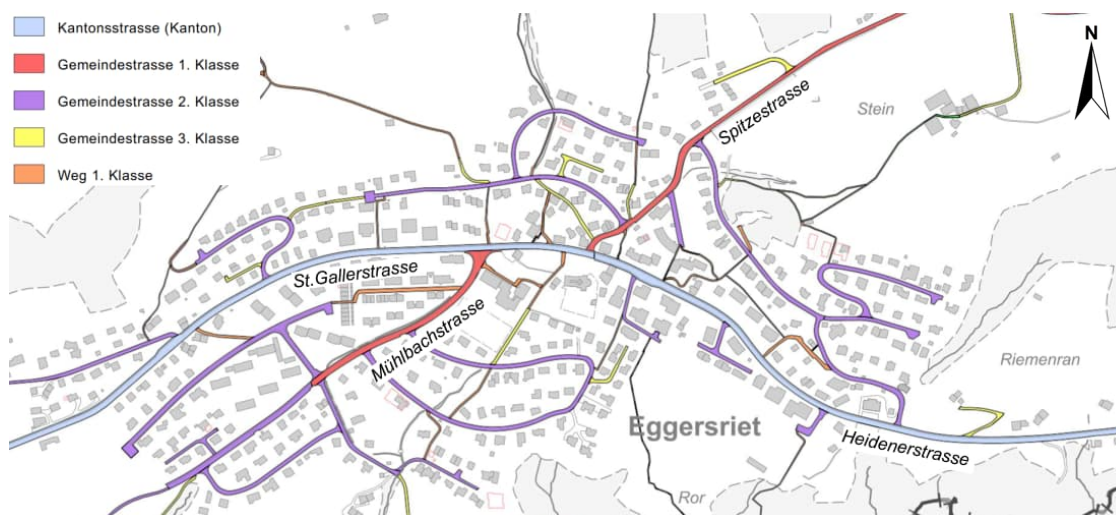 Kantonsstrasse (Kanton)
Gemeindestrasse 1. Klasse
Gemeindestrasse 2. Klasse
Gemeindestrasse 3. Klasse
Weg 1. Klasse
N
Spitzestrasse
Stein
St.Gallerstrasse
Mühlbachstrasse
Riemenran
Eggersriet
Heidenerstrasse
Ror